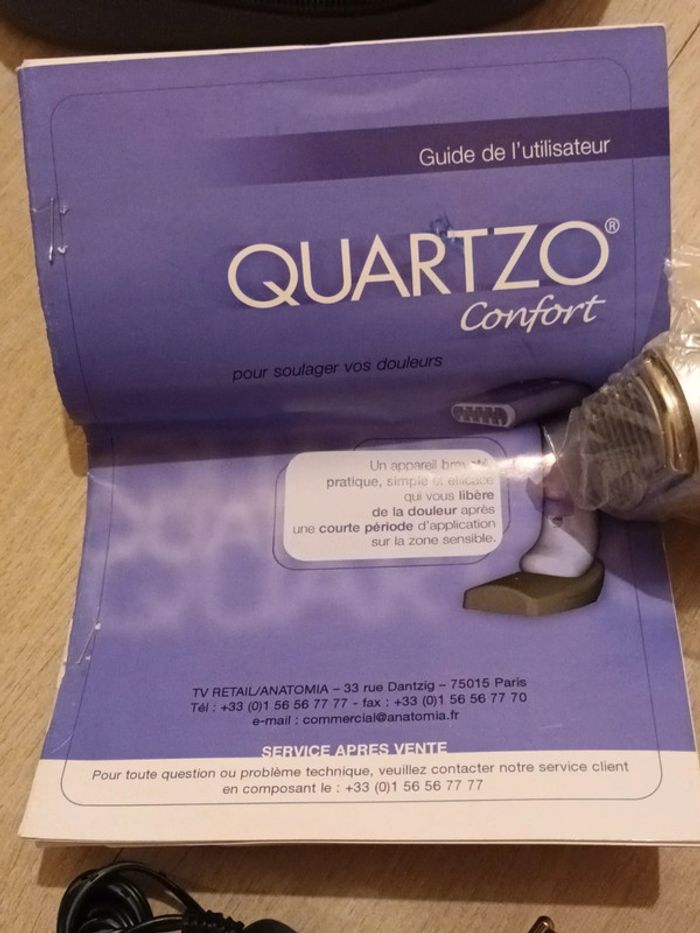 Guide de l'utilisateur
QUARTZO®
Confort
pour soulager vos douleurs
Un appareil breveté,
pratique, simple et efficace
qui vous libère
de la douleur après
une courte période d'application
sur la zone sensible.
TV RETAIL/ANATOMIA – 33 rue Dantzig – 75015 Paris
Tél : +33 (0)1 56 56 77 77 - fax : +33 (0)1 56 56 77 70
e-mail : commercial@anatomia.fr
SERVICE APRES VENTE
Pour toute question ou problème technique, veuillez contacter notre service client
en composant le : +33 (0)1 56 56 77 77